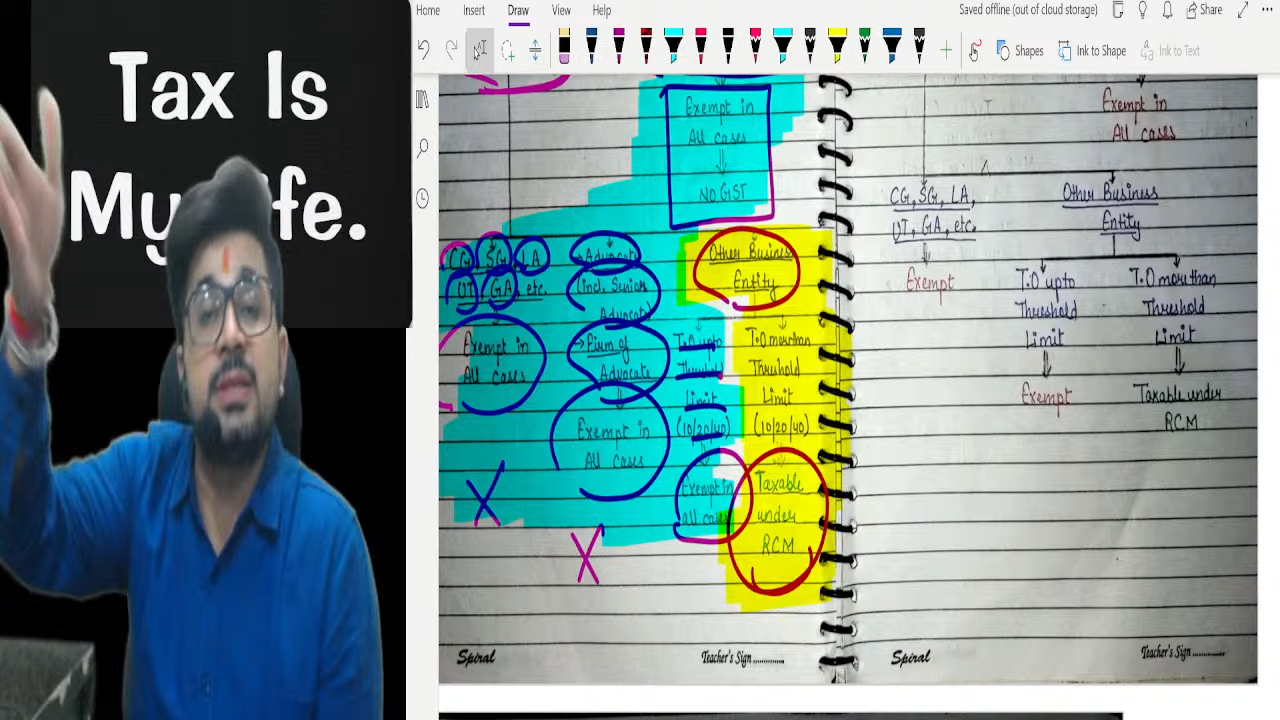 Tax Is
My Life.
Home Insert Draw View Help
Saved offline (out of cloud storage)
Share
Shapes
Ink to Shape
Ink to Text
Exempt in
All cases
NO GST
CG, SG, LA
UT, GA, etc.
Exempt in
All cases
→ Advocate
(incl. Senior
Advocate)
→ Firm of
Advocate
Exempt in
All cases
Other Business
Entity
T.O upto
Threshold
Limit
(10/20/40)
Exempt in
all cases
T.O more than
Threshold
Limit
(10/20/40)
Taxable
under
RCM
Spiral
Teacher's Sign ..............
Exempt in
All cases
CG, SG, LA,
UT, GA, etc.
Exempt
Other Business
Entity
T.O upto
Threshold
Limit
Exempt
T.O more than
Threshold
Limit
Taxable under
RCM
Spiral
Teacher's Sign ..............